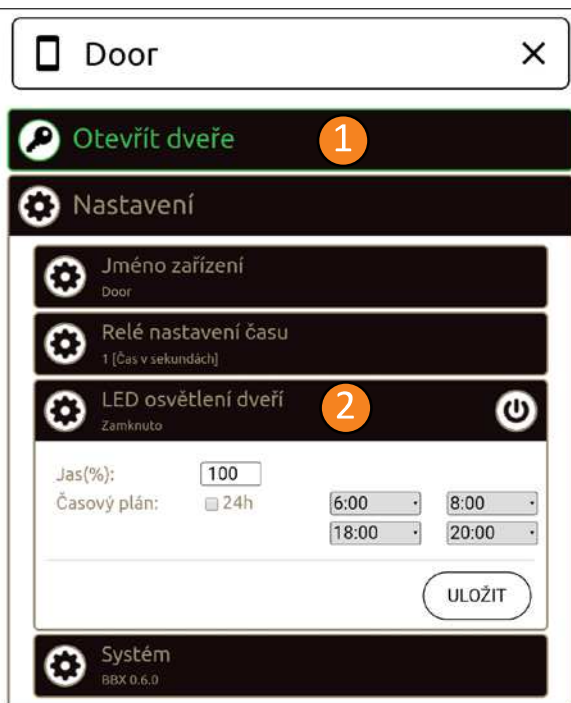 Door
Otevřít dveře 1
Nastavení
Jméno zařízení
Door
Relé nastavení času
1 [Čas v sekundách]
LED osvětlení dveří 2
Zamknuto
Jas(%): 100
Časový plán: 24h 6:00 8:00
18:00 20:00
ULOŽIT
Systém
BBX 0.6.0